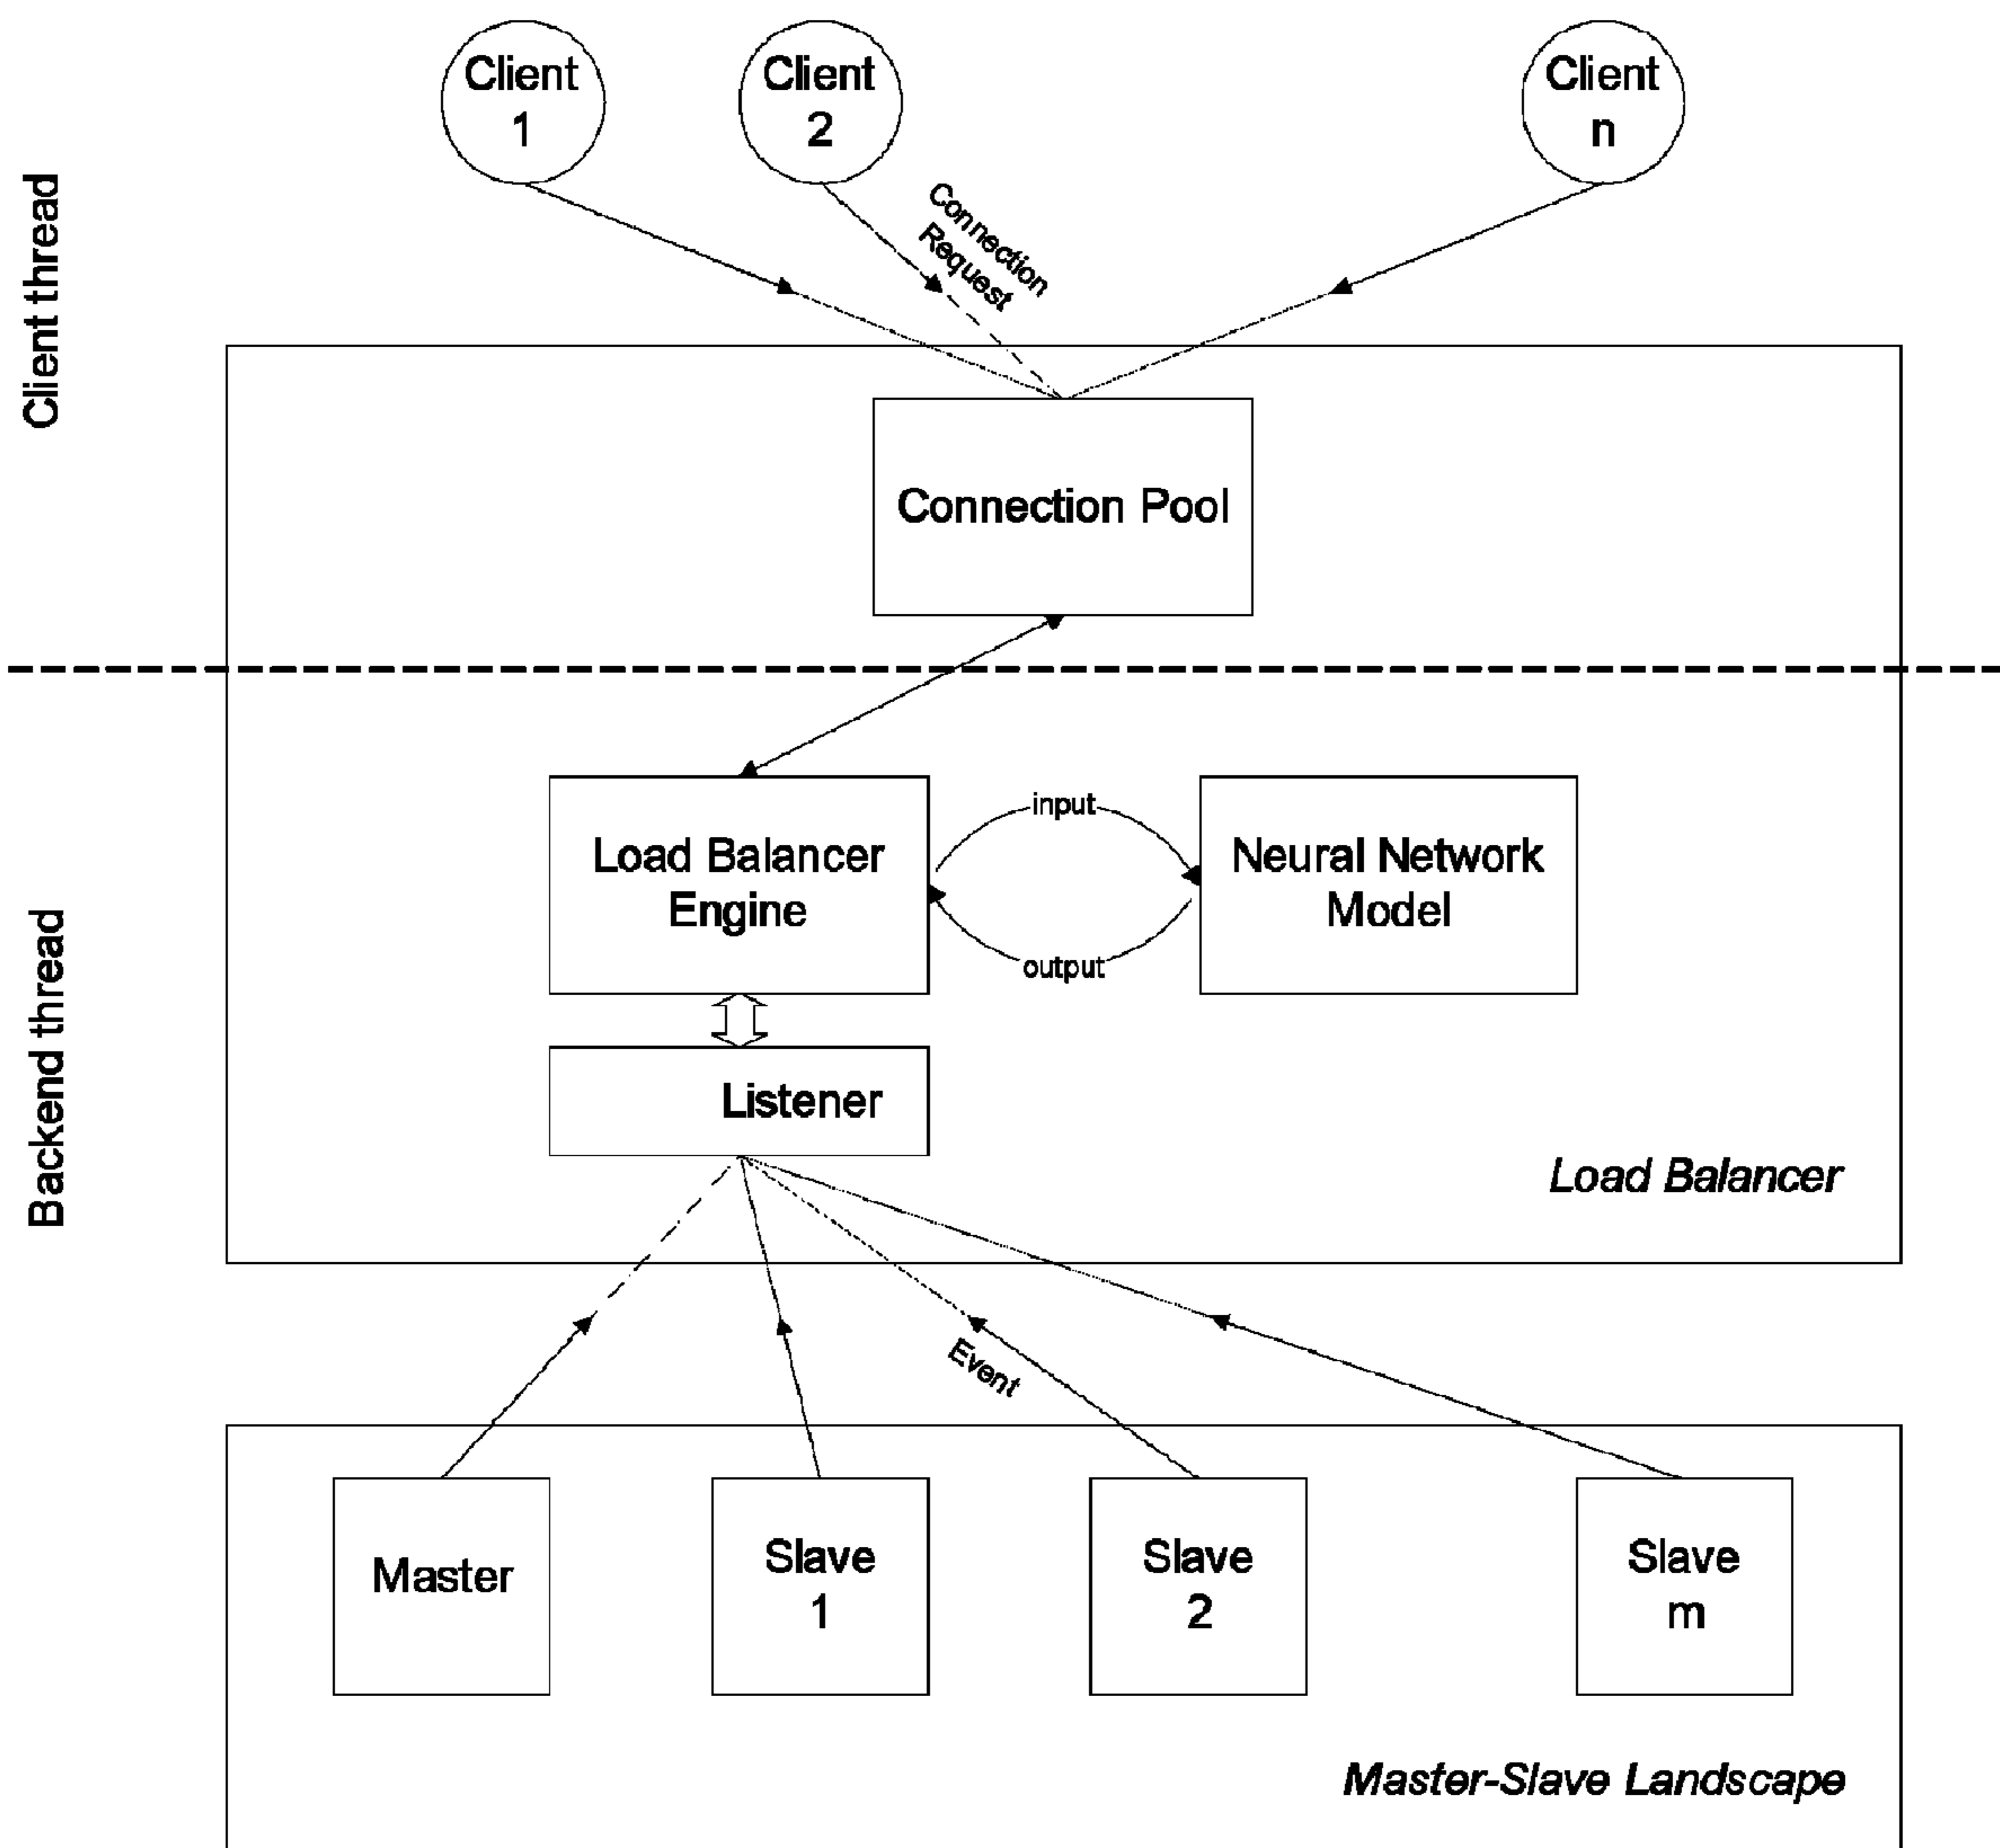 Client
1
Client
2
Client
n
Client thread
Connection
Request
Connection Pool
Load Balancer
Engine
input
output
Neural Network
Model
Backend thread
Listener
Load Balancer
Event
Master
Slave
1
Slave
2
Slave
m
Master-Slave Landscape